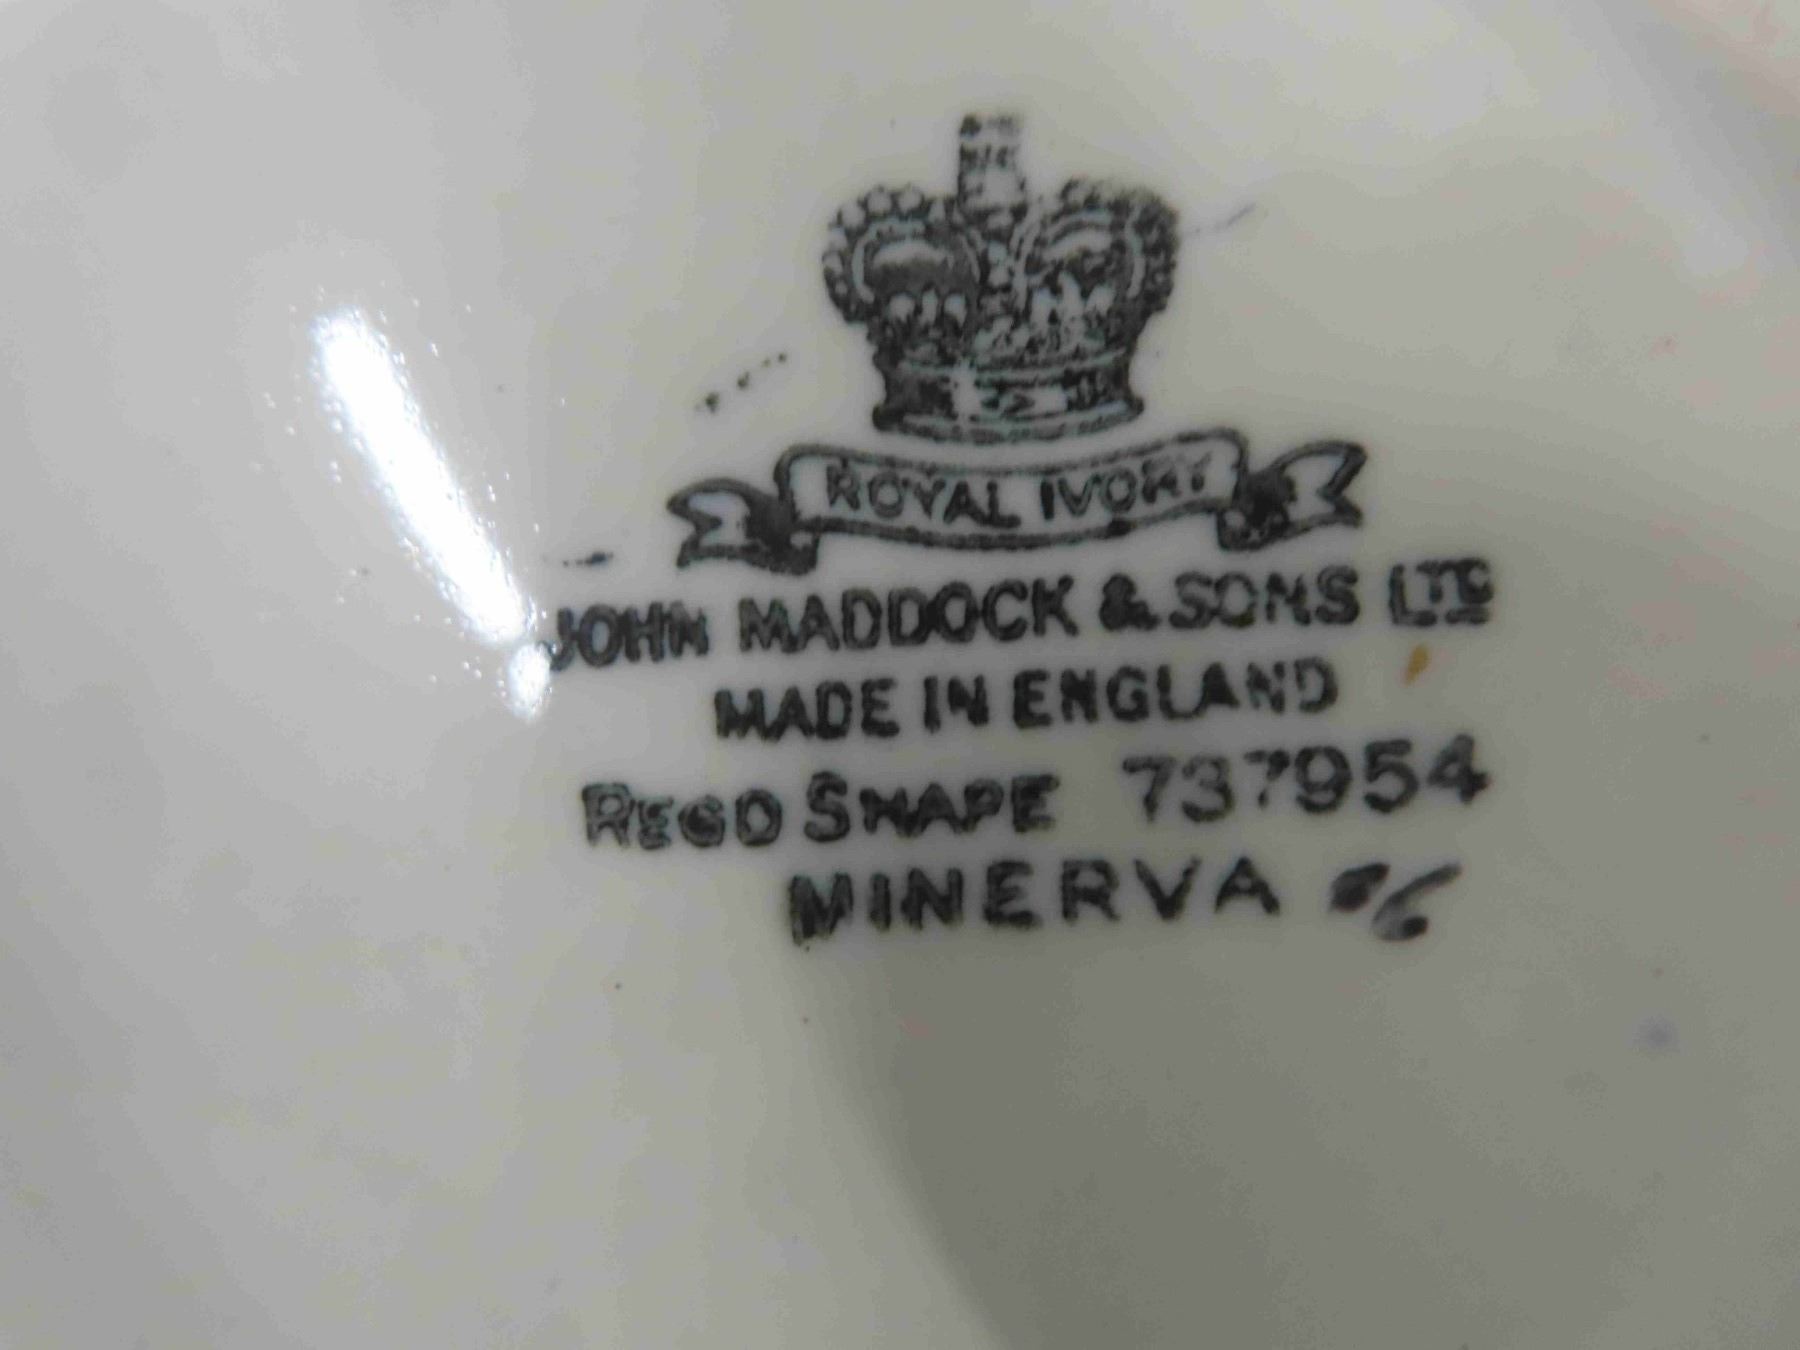 ROYAL IVORY
JOHN MADDOCK & SONS LTD
MADE IN ENGLAND
REGD SHAPE 737954
MINERVA